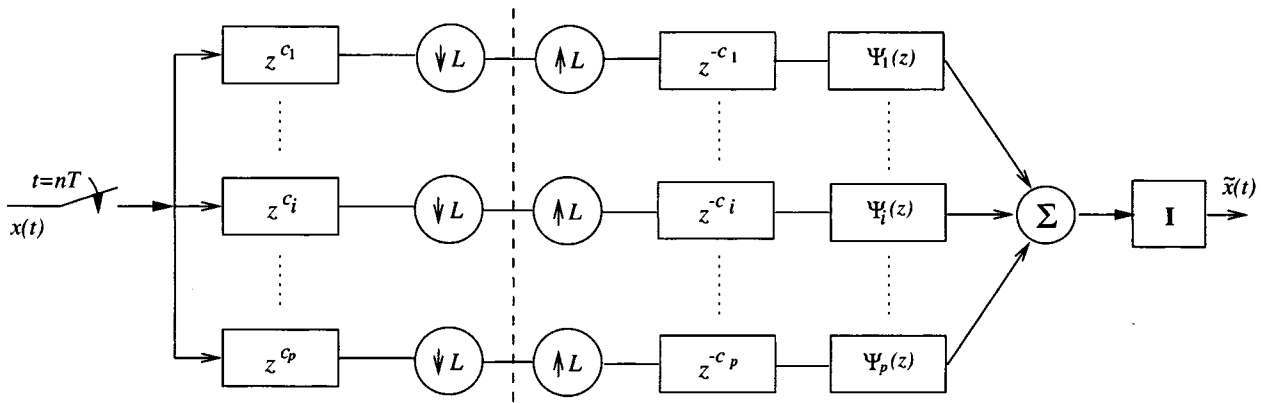 z^{c_1} ↓L ↑L z^{-c_1} Ψ_1(z)
t=nT z^{c_i} ↓L ↑L z^{-c_i} Ψ_i(z) Σ I x̃(t)
x(t)
z^{c_p} ↓L ↑L z^{-c_p} Ψ_p(z)